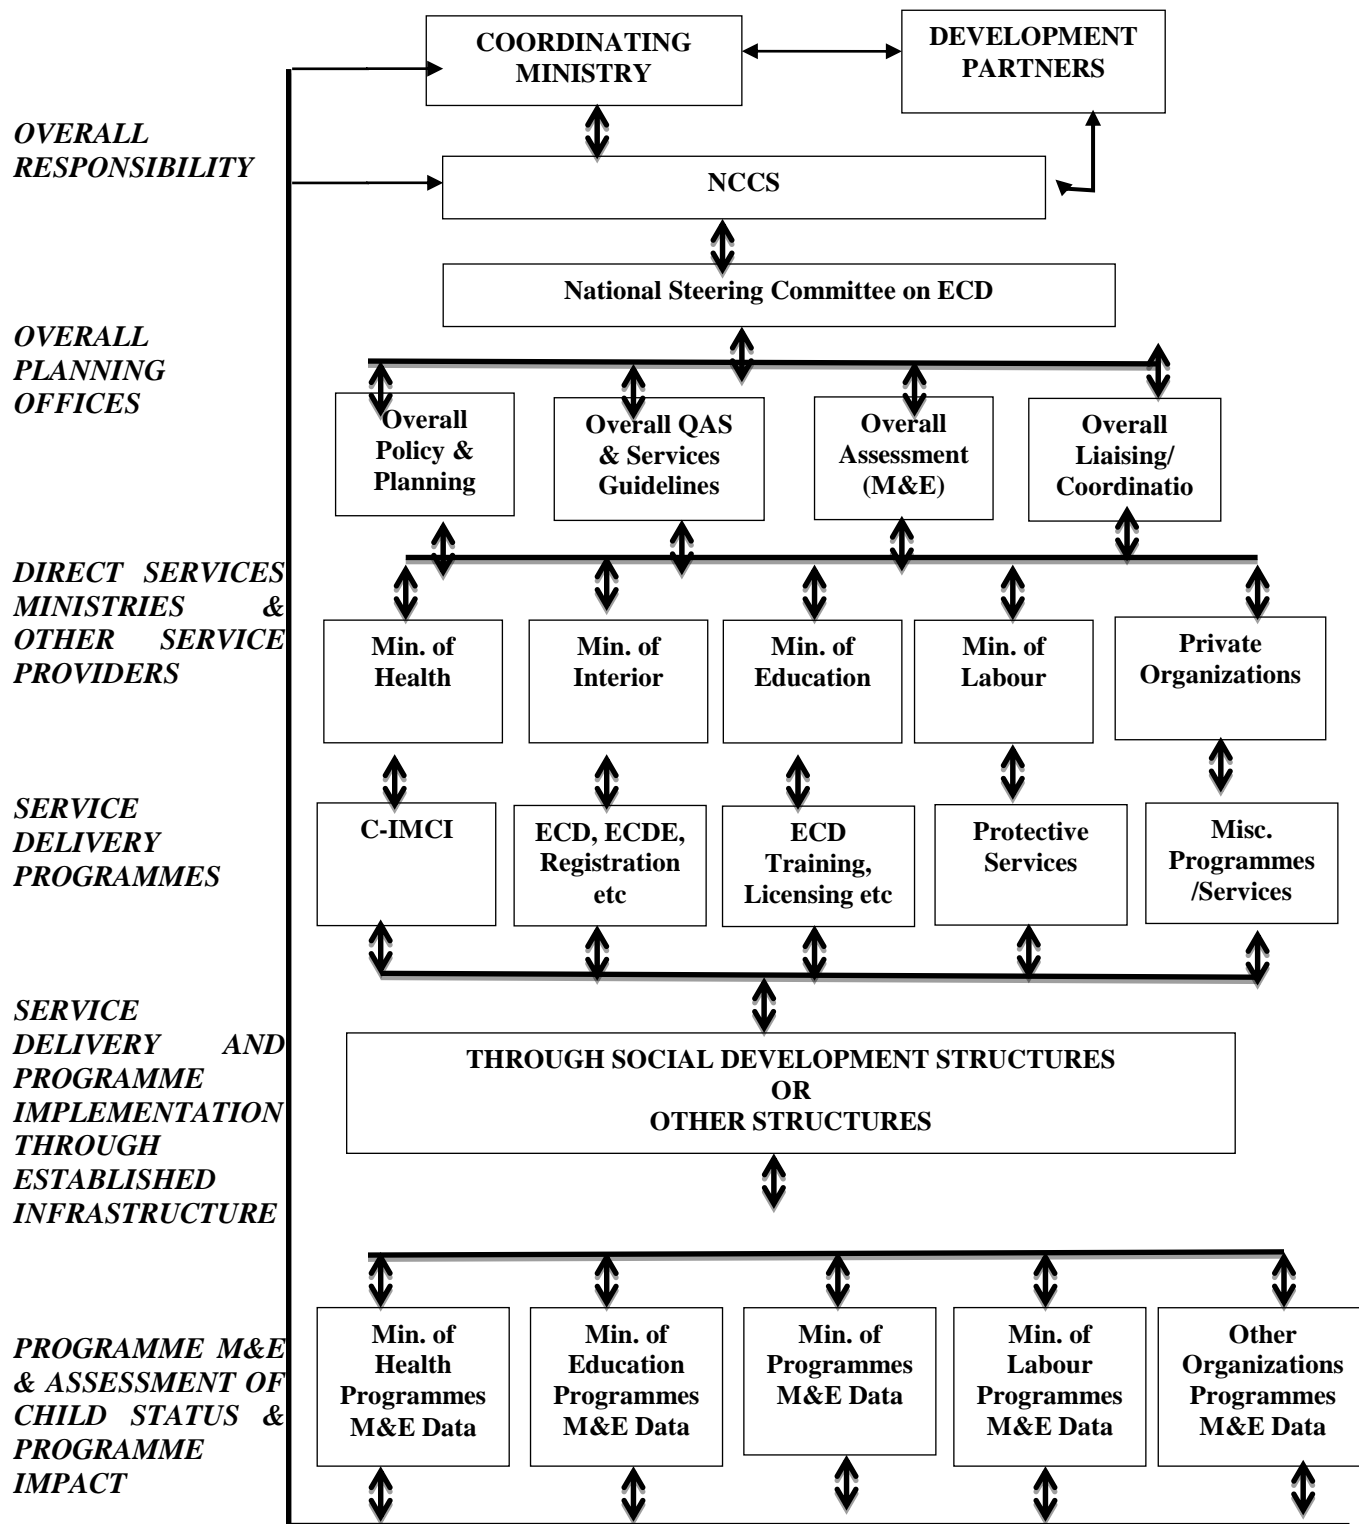 COORDINATING
MINISTRY
DEVELOPMENT
PARTNERS
OVERALL
RESPONSIBILITY
NCCS
National Steering Committee on ECD
OVERALL
PLANNING
OFFICES
Overall
Policy &
Planning
Overall QAS
& Services
Guidelines
Overall
Assessment
(M&E)
Overall
Liaising/
Coordinatio
DIRECT SERVICES
MINISTRIES &
OTHER SERVICE
PROVIDERS
Min. of
Health
Min. of
Interior
Min. of
Education
Min. of
Labour
Private
Organizations
SERVICE
DELIVERY
PROGRAMMES
C-IMCI
ECD, ECDE,
Registration
etc
ECD
Training,
Licensing etc
Protective
Services
Misc.
Programmes
/Services
SERVICE
DELIVERY AND
PROGRAMME
IMPLEMENTATION
THROUGH
ESTABLISHED
INFRASTRUCTURE
THROUGH SOCIAL DEVELOPMENT STRUCTURES
OR
OTHER STRUCTURES
PROGRAMME M&E
& ASSESSMENT OF
CHILD STATUS &
PROGRAMME
IMPACT
Min. of
Health
Programmes
M&E Data
Min. of
Education
Programmes
M&E Data
Min. of
Programmes
M&E Data
Min. of
Labour
Programmes
M&E Data
Other
Organizations
Programmes
M&E Data